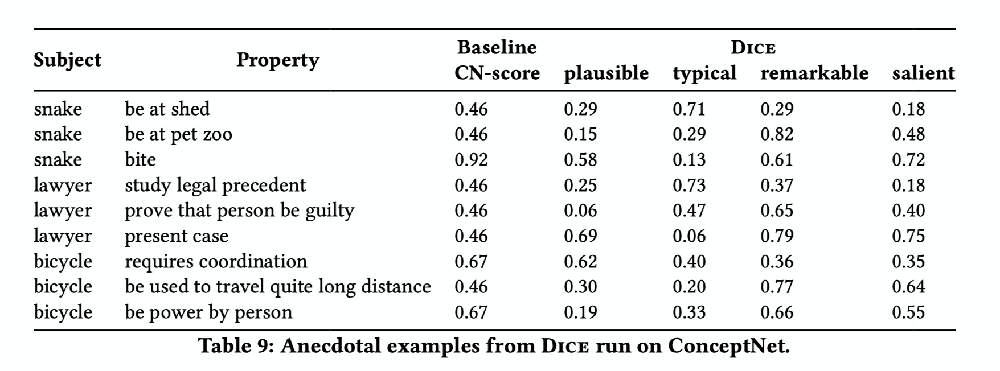 Baseline DICE
Subject Property
CN-score plausible typical remarkable salient
snake be at shed 0.46 0.29 0.71 0.29 0.18
snake be at pet zoo 0.46 0.15 0.29 0.82 0.48
snake bite 0.92 0.58 0.13 0.61 0.72
lawyer study legal precedent 0.46 0.25 0.73 0.37 0.18
lawyer prove that person be guilty 0.46 0.06 0.47 0.65 0.40
lawyer present case 0.46 0.69 0.06 0.79 0.75
bicycle requires coordination 0.67 0.62 0.40 0.36 0.35
bicycle be used to travel quite long distance 0.46 0.30 0.20 0.77 0.64
bicycle be power by person 0.67 0.19 0.33 0.66 0.55
Table 9: Anecdotal examples from DICE run on ConceptNet.